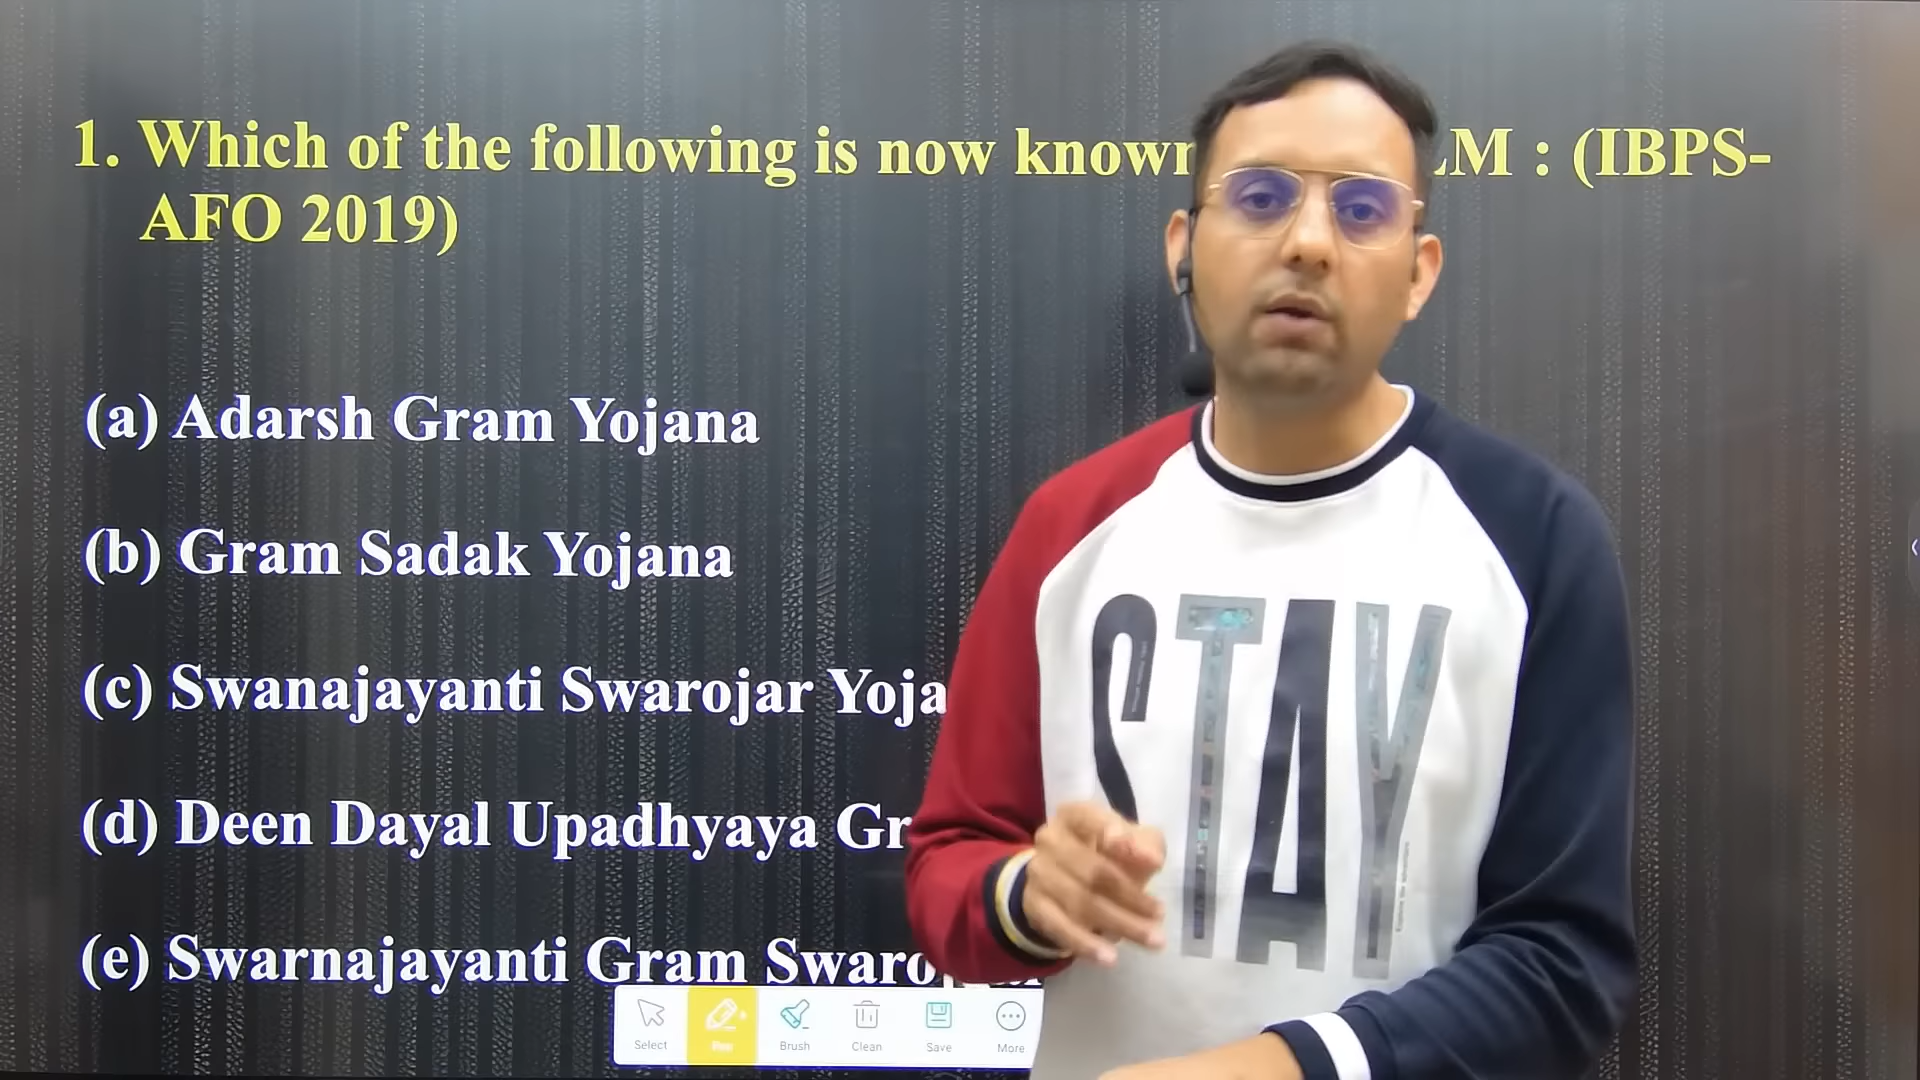 1. Which of the following is now known LM : (IBPS-
AFO 2019)
(a) Adarsh Gram Yojana
(b) Gram Sadak Yojana
(c) Swanajayanti Swarojar Yoja
(d) Deen Dayal Upadhyaya Gr
(e) Swarnajayanti Gram Swaro
STAY
Select Pen Brush Clean Save More